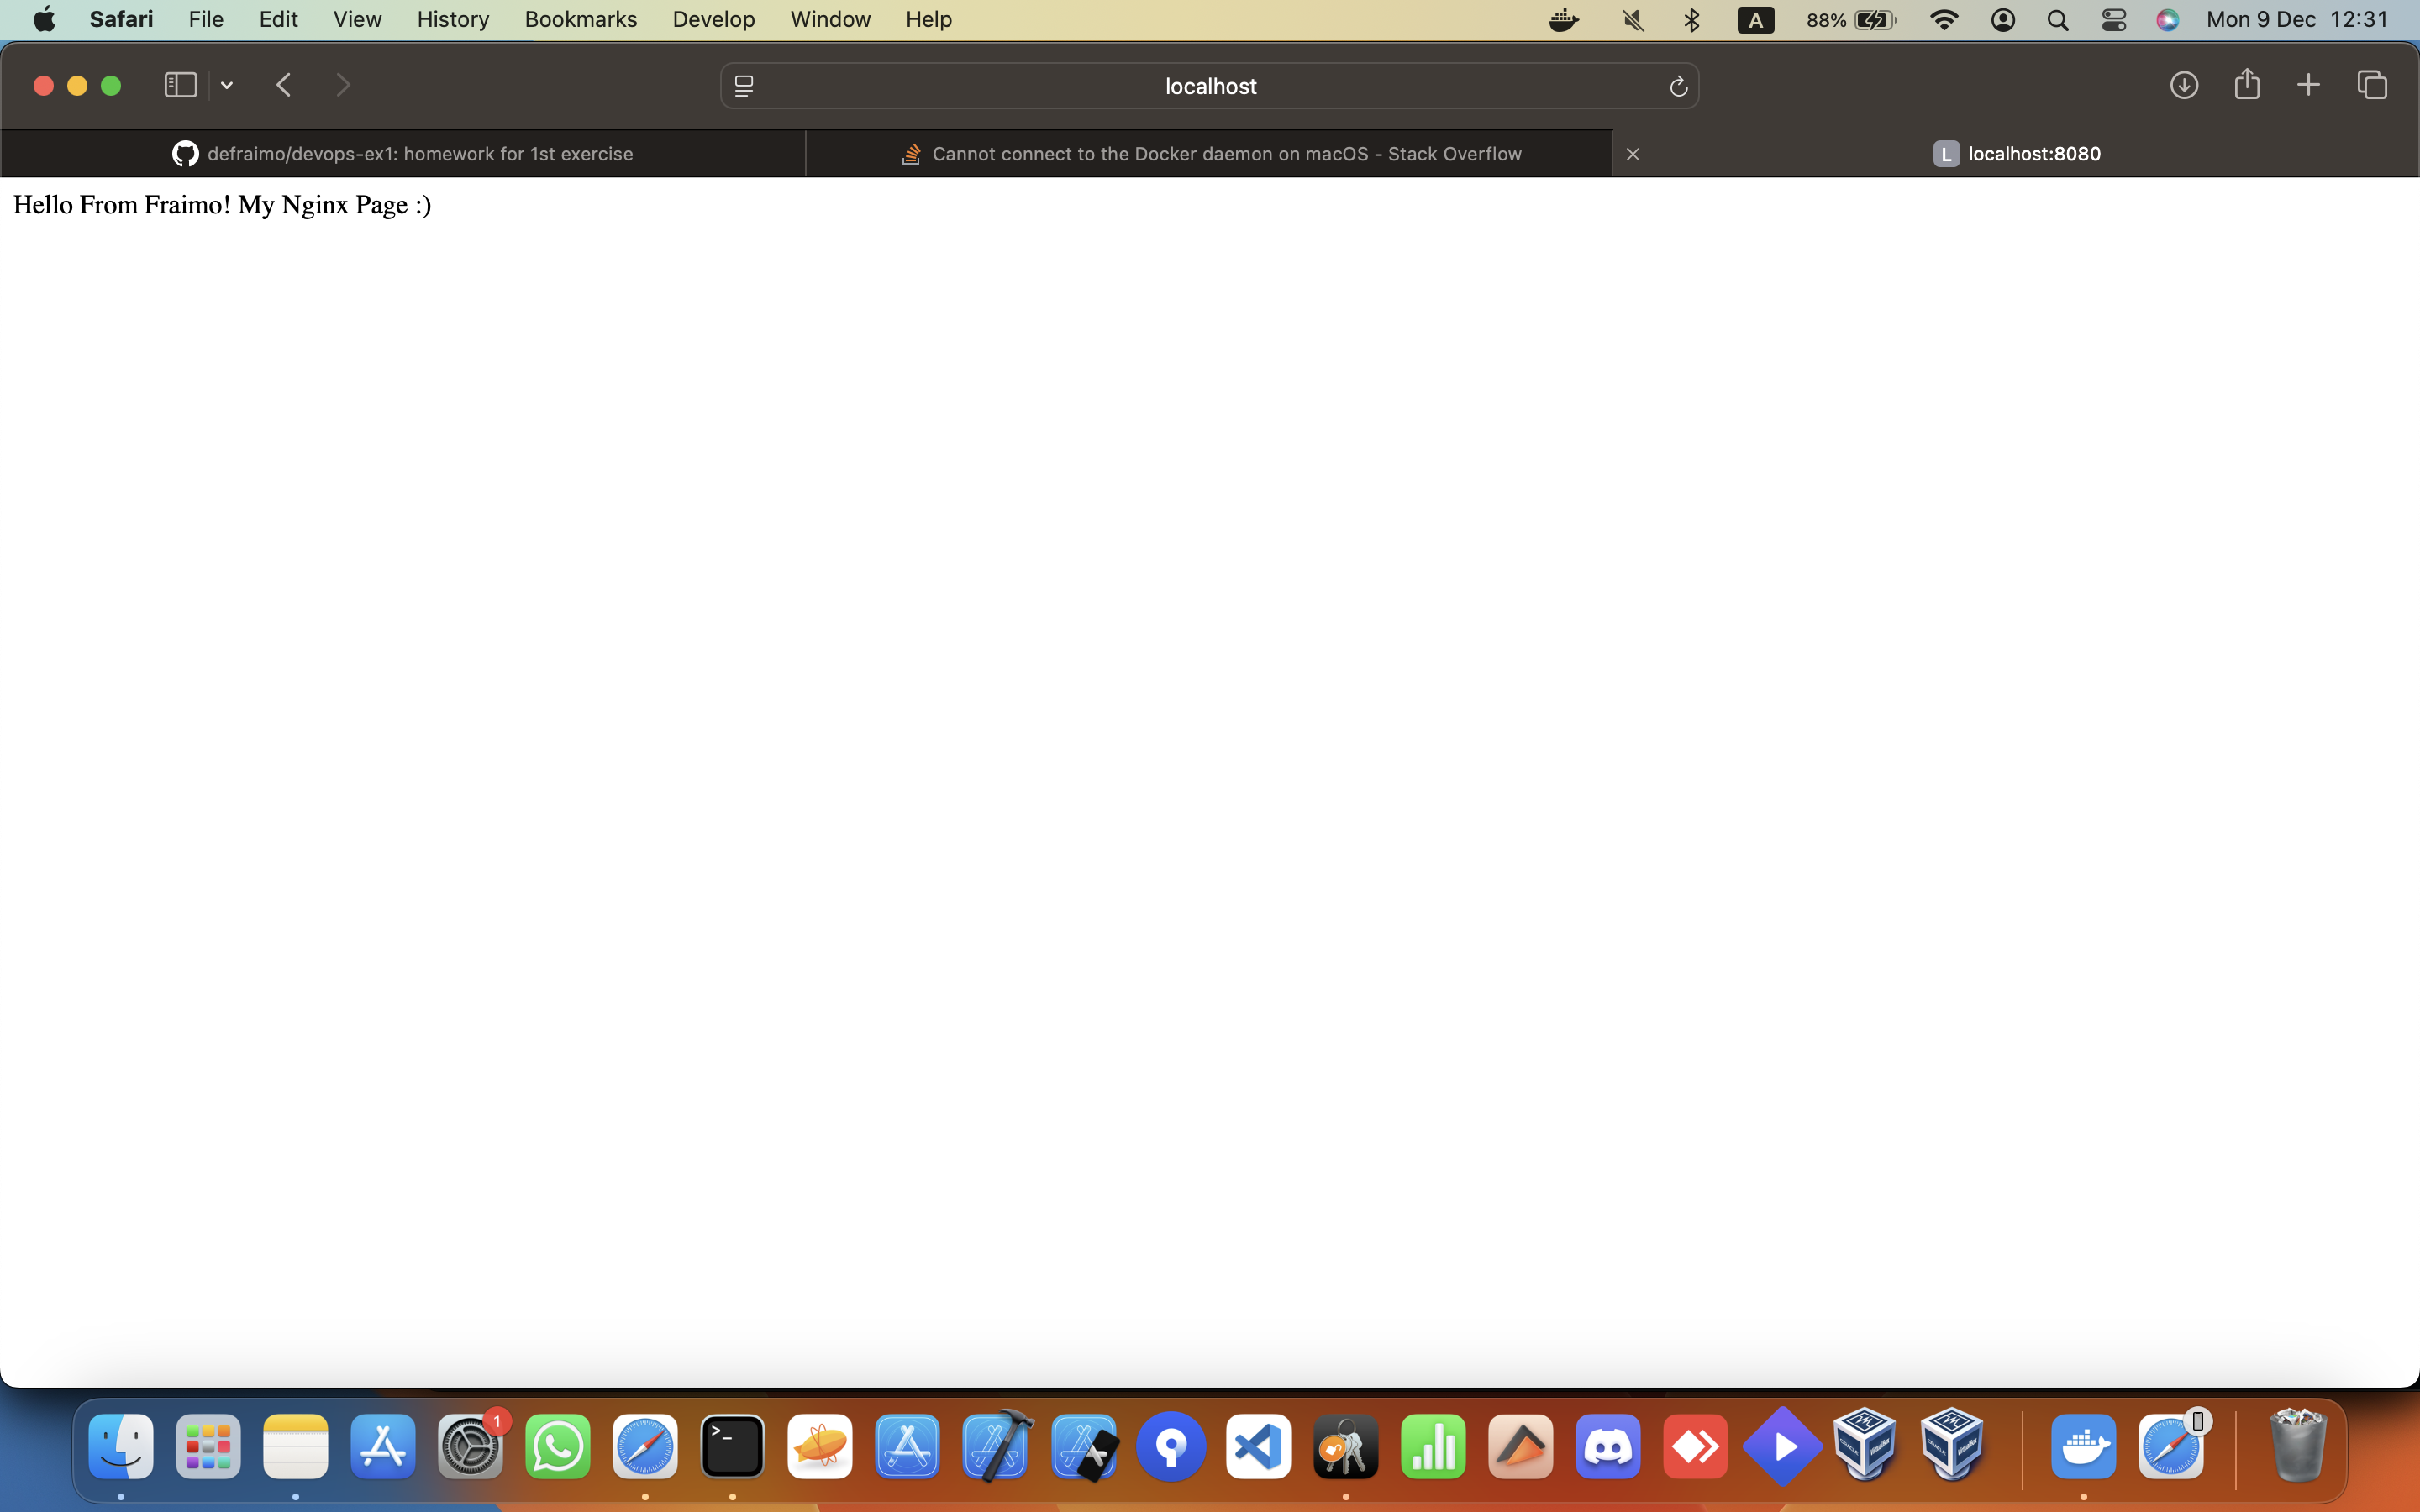 Safari File Edit View History Bookmarks Develop Window Help A 88% Mon 9 Dec 12:31
localhost
defraimo/devops-ex1: homework for 1st exercise Cannot connect to the Docker daemon on macOS - Stack Overflow L localhost:8080
Hello From Fraimo! My Nginx Page :)
1 >_